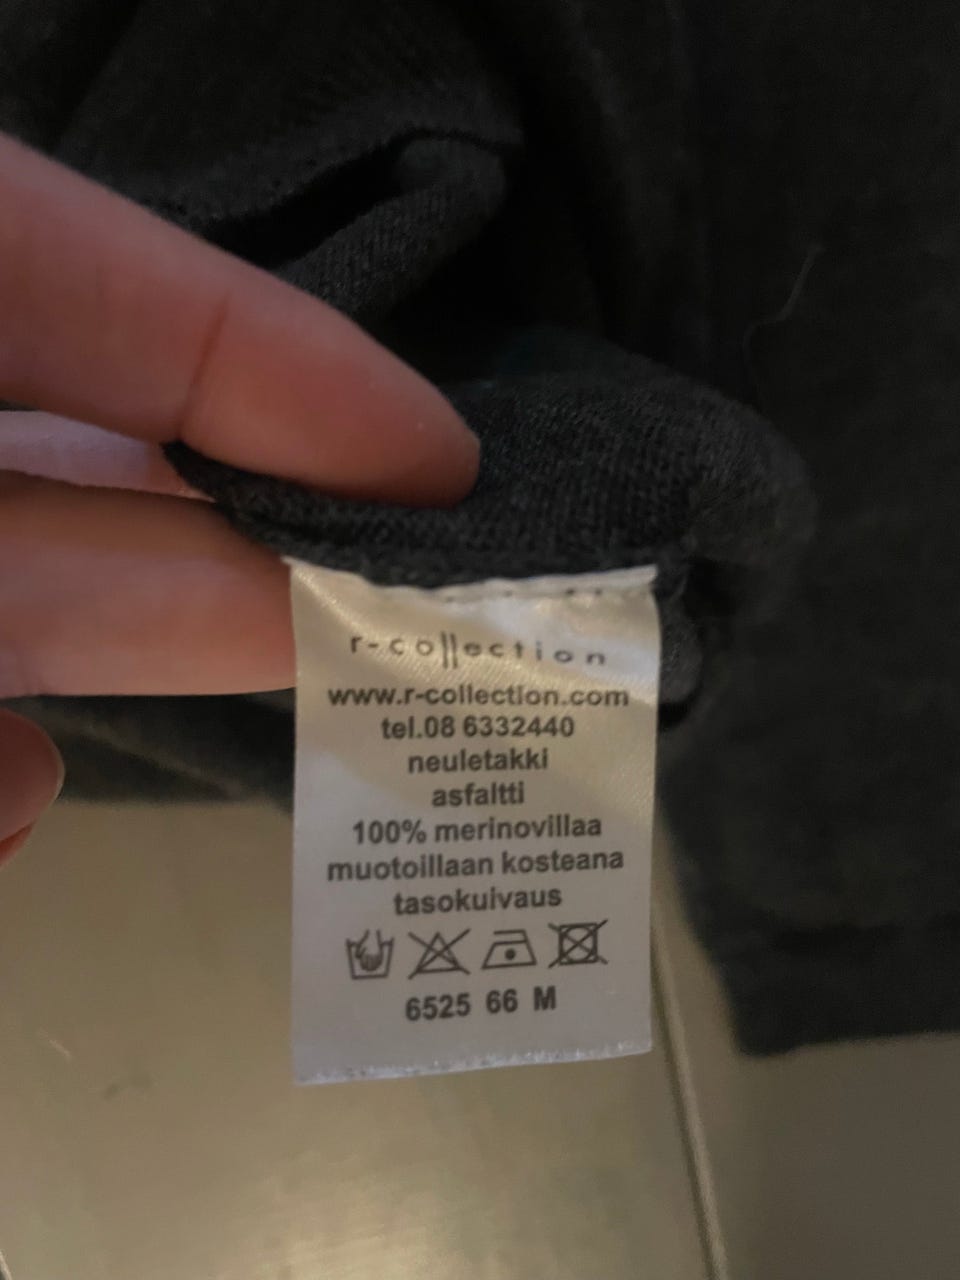 r-collection
www.r-collection.com
tel.08 6332440
neuletakki
asfaltti
100% merinovillaa
muotoillaan kosteana
tasokuivaus
6525 66 M